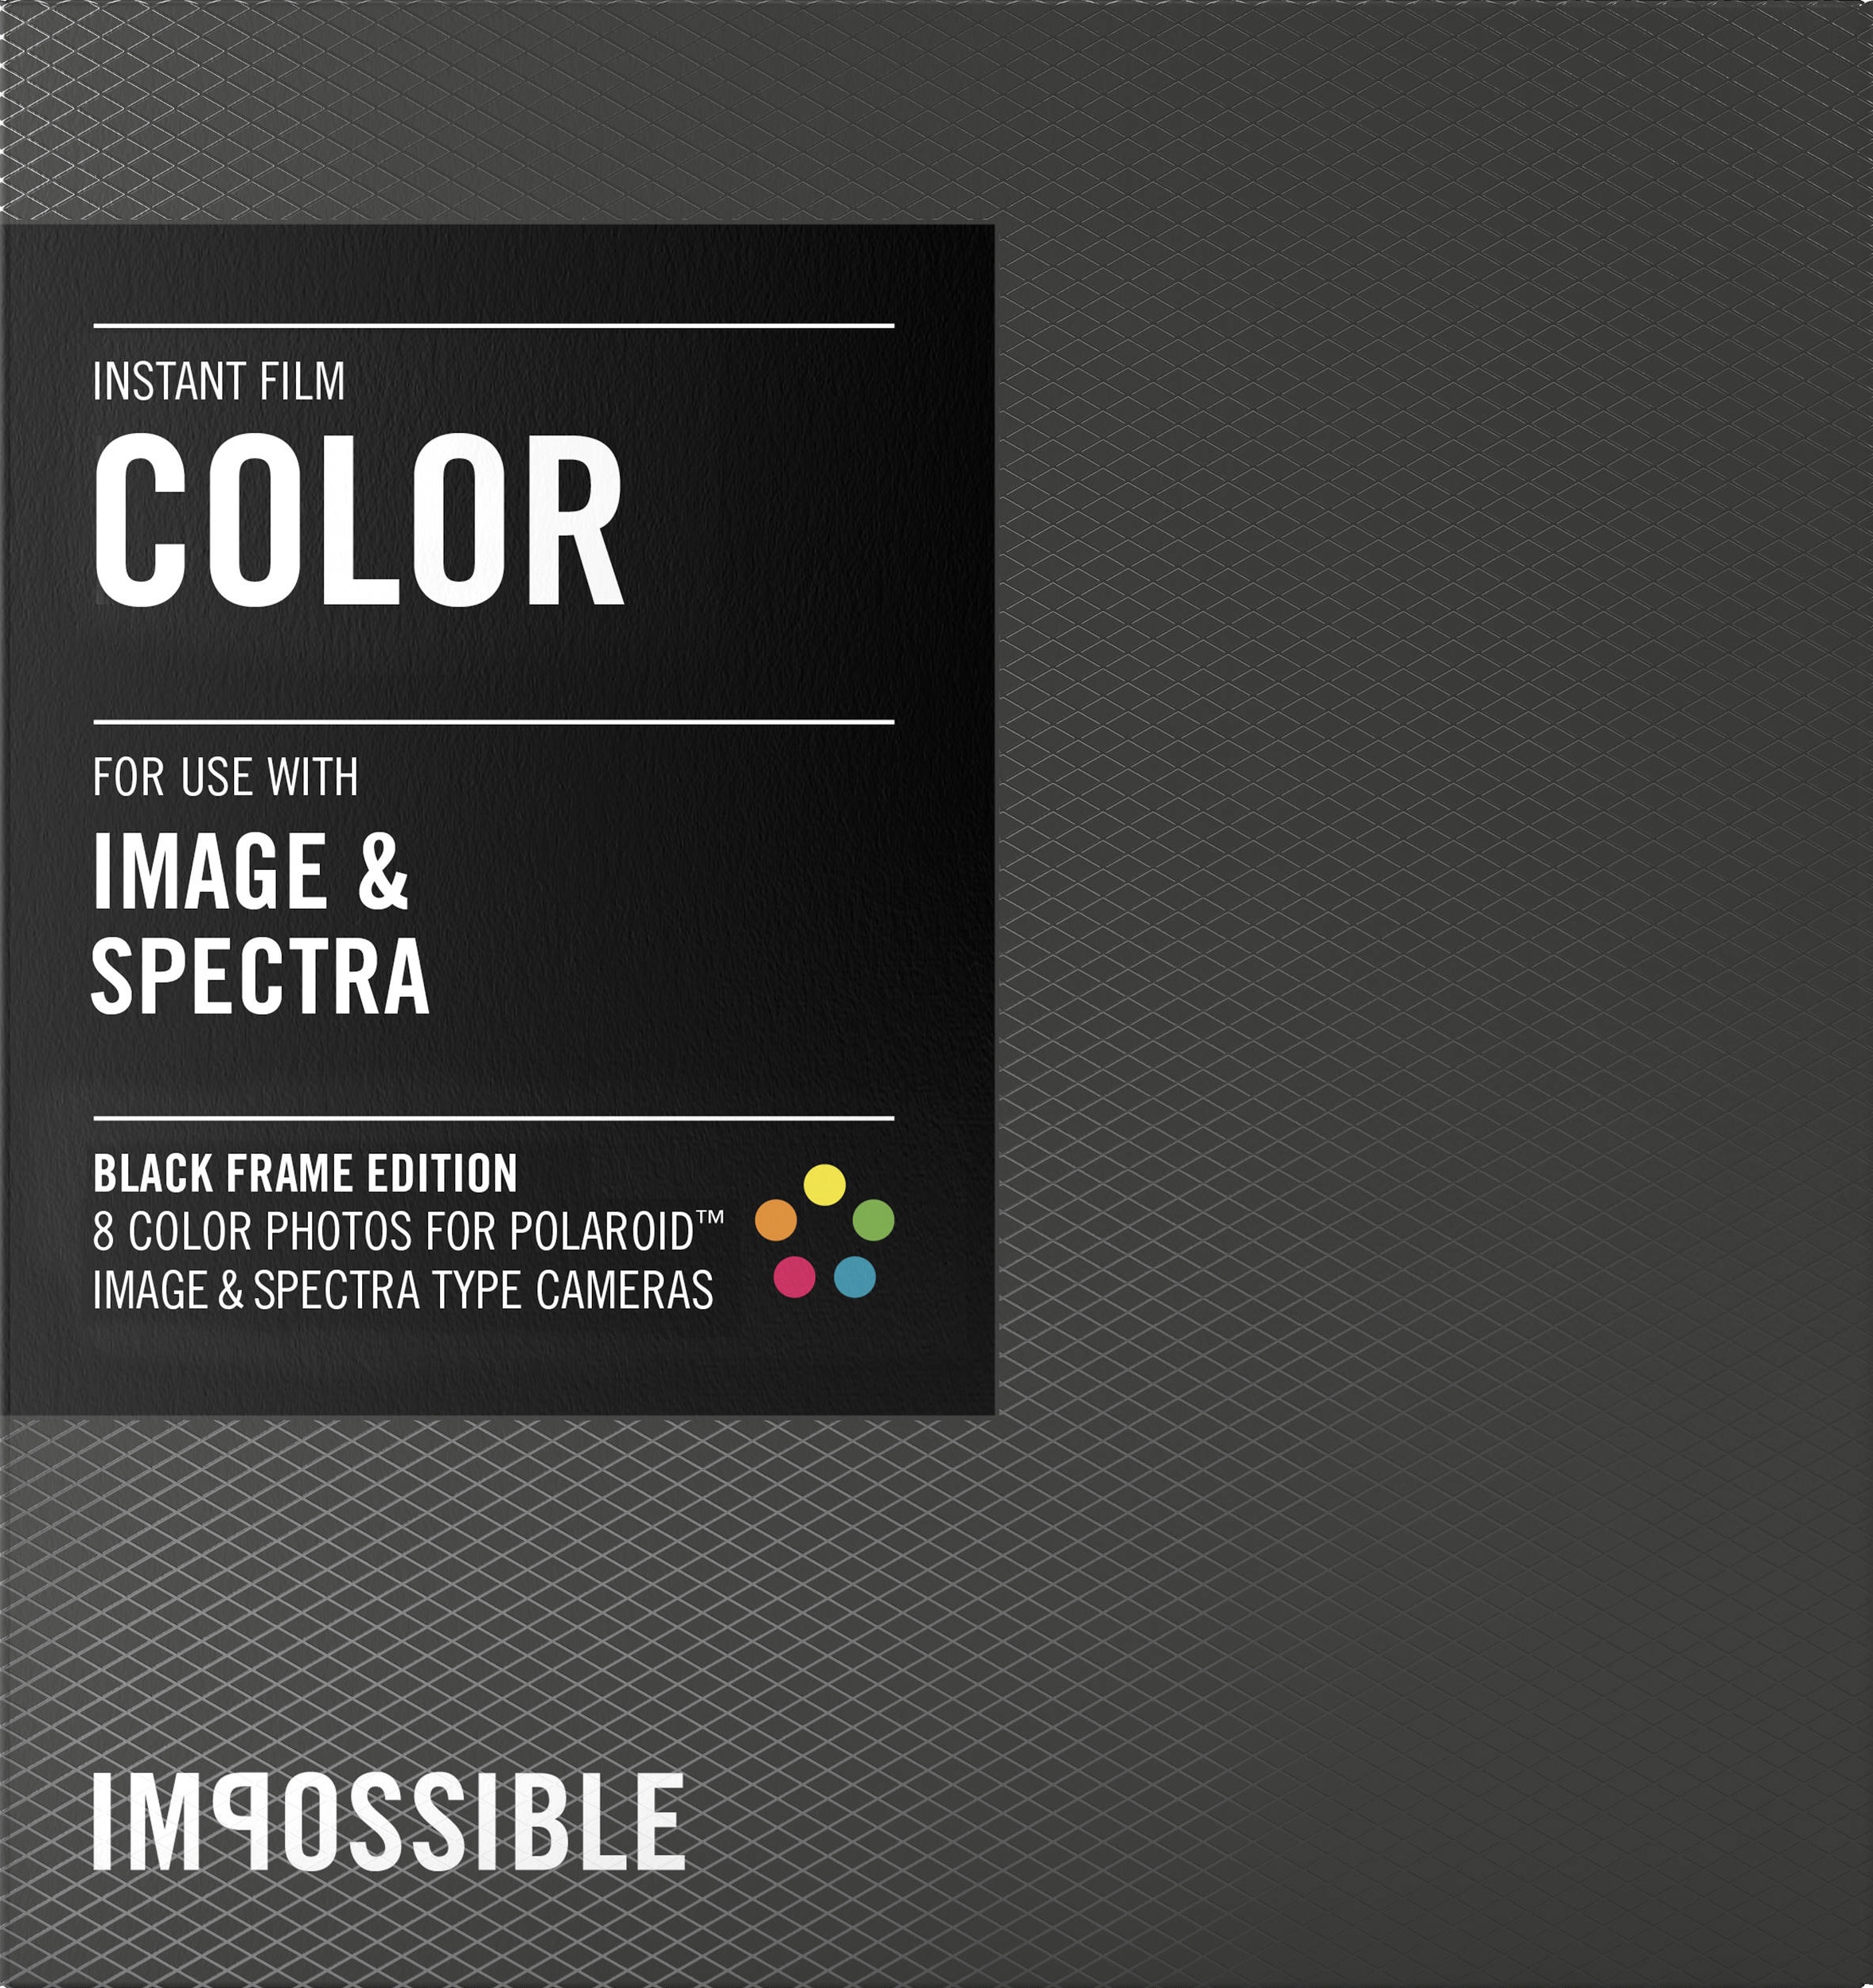 INSTANT FILM
COLOR
FOR USE WITH
IMAGE &
SPECTRA
BLACK FRAME EDITION
8 COLOR PHOTOS FOR POLAROID™
IMAGE & SPECTRA TYPE CAMERAS
IMPOSSIBLE